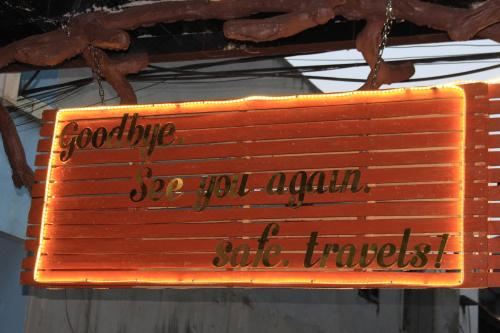 Goodbye.
See you again.
safe. travels!